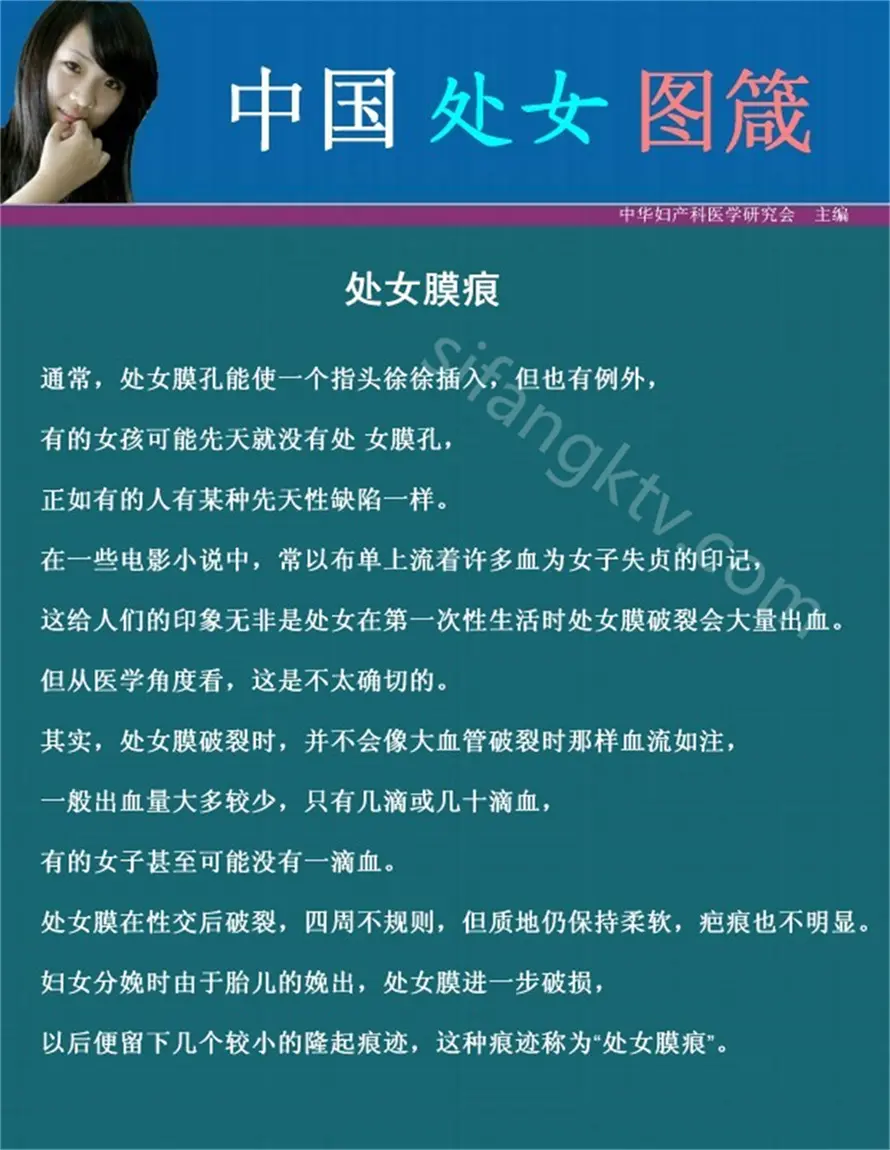 中国处女图箴
中华妇产科医学研究会 主编
处女膜痕
通常，处女膜孔能使一个指头徐徐插入，但也有例外，
有的女孩可能先天就没有处 女膜孔，
正如有的人有某种先天性缺陷一样。
在一些电影小说中，常以布单上流着许多血为女子失贞的印记，
这给人们的印象无非是处女在第一次性生活时处女膜破裂会大量出血。
但从医学角度看，这是不太确切的。
其实，处女膜破裂时，并不会像大血管破裂时那样血流如注，
一般出血量大多较少，只有几滴或几十滴血，
有的女子甚至可能没有一滴血。
处女膜在性交后破裂，四周不规则，但质地仍保持柔软，疤痕也不明显。
妇女分娩时由于胎儿的娩出，处女膜进一步破损，
以后便留下几个较小的隆起痕迹，这种痕迹称为“处女膜痕”。
sifangktv.com